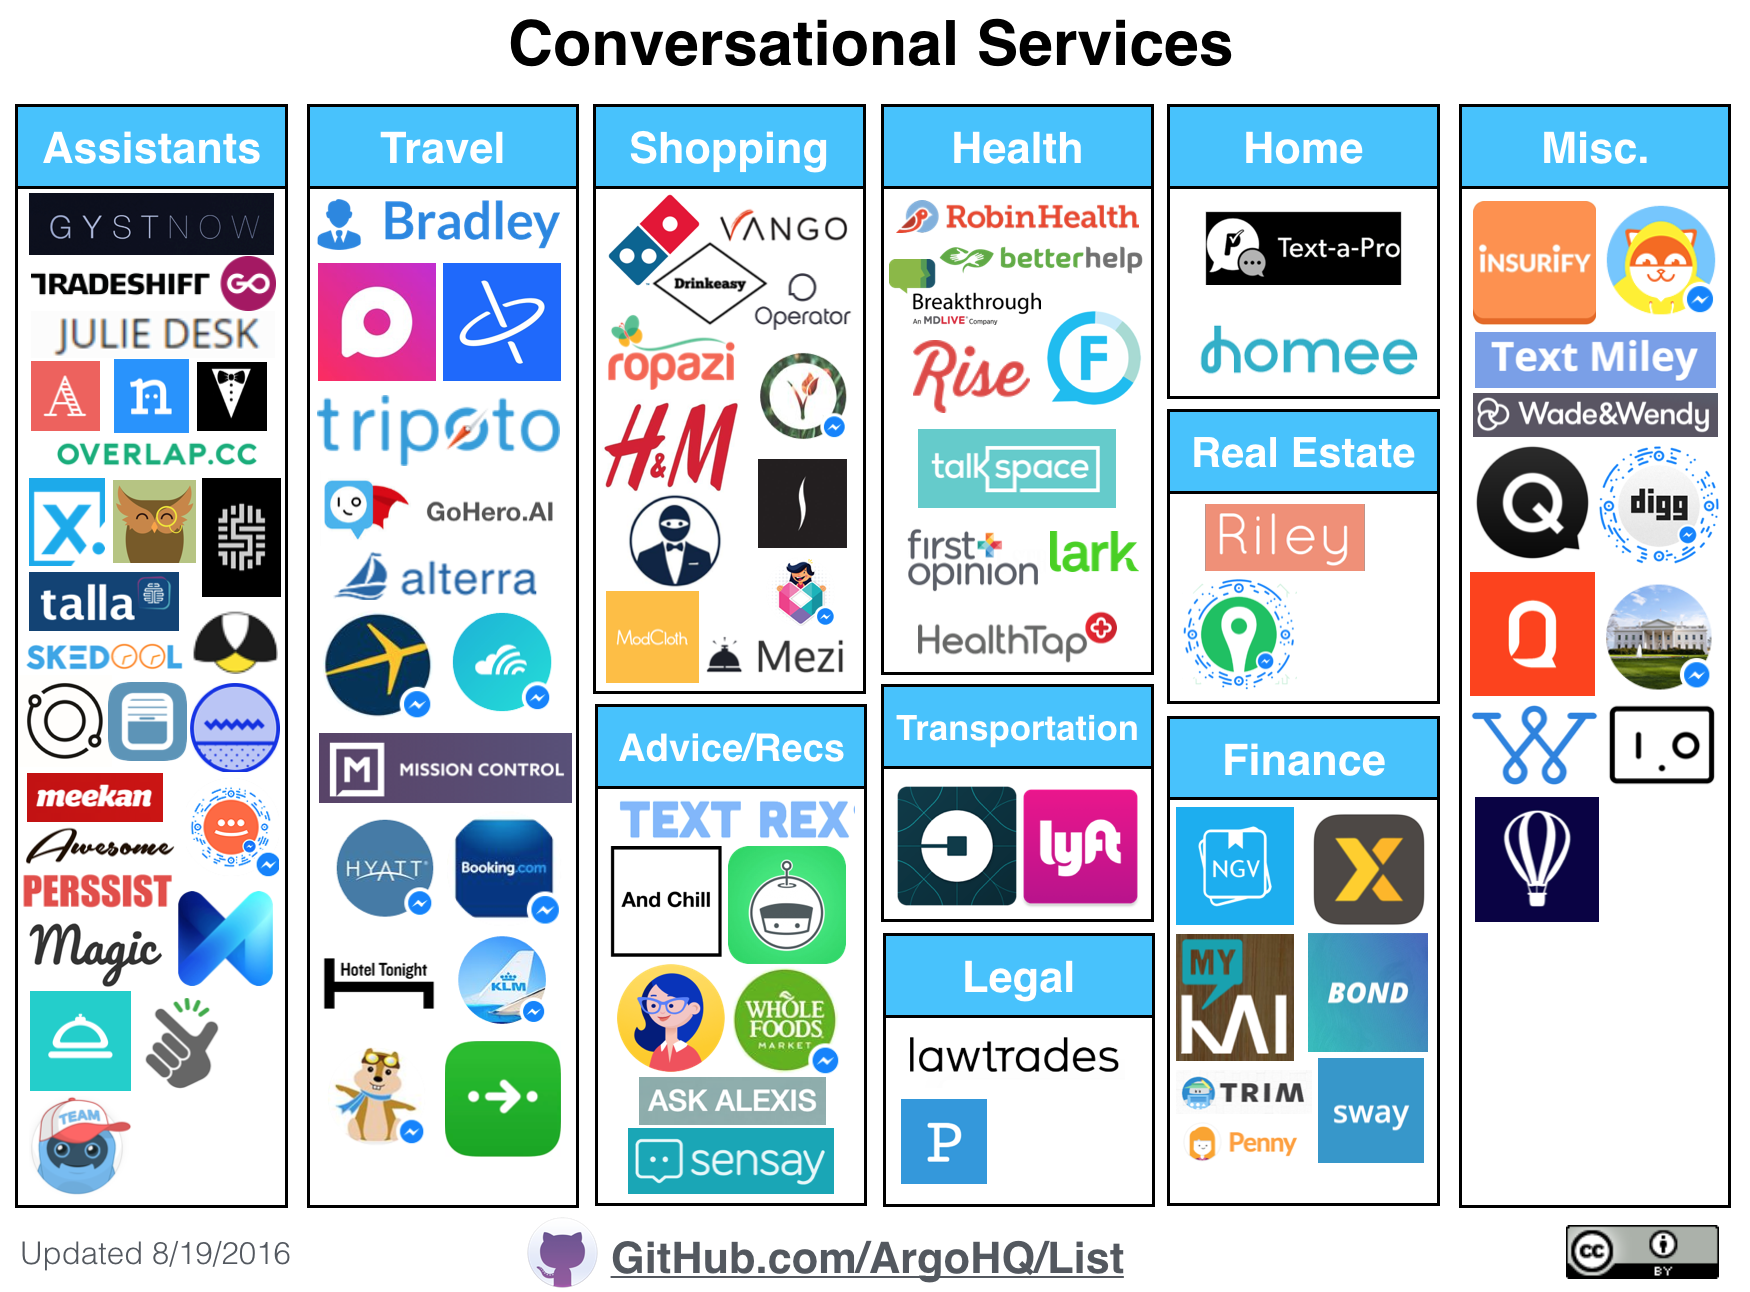 Conversational Services
Assistants
GYSTNOW
TRADESHIFT GO
JULIE DESK
A n
OVERLAP.CC
X.
talla
SKEDOOL
meekan
Awesome
PERSSIST
Magic
TEAM
Travel
Bradley
tripoto
GoHero.AI
alterra
M MISSION CONTROL
HYATT
Booking.com
Hotel Tonight
KLM
Shopping
VANGO
Drinkeasy
Operator
ropazi
H&M
ModCloth
Mezi
Advice/Recs
TEXT REX
And Chill
WHOLE
FOODS
MARKET
ASK ALEXIS
sensay
Health
RobinHealth
betterhelp
Breakthrough
An MDLIVE Company
Rise
F
talkspace
first
opinion
lark
HealthTap
Transportation
lyft
Legal
lawtrades
P
Home
Text-a-Pro
homee
Real Estate
Riley
Finance
NGV
X
MY
KAI
BOND
TRIM
sway
Penny
Misc.
iNSURiFY
Text Miley
Wade&Wendy
Q
digg
W
I.O
Updated 8/19/2016
GitHub.com/ArgoHQ/List
cc
BY